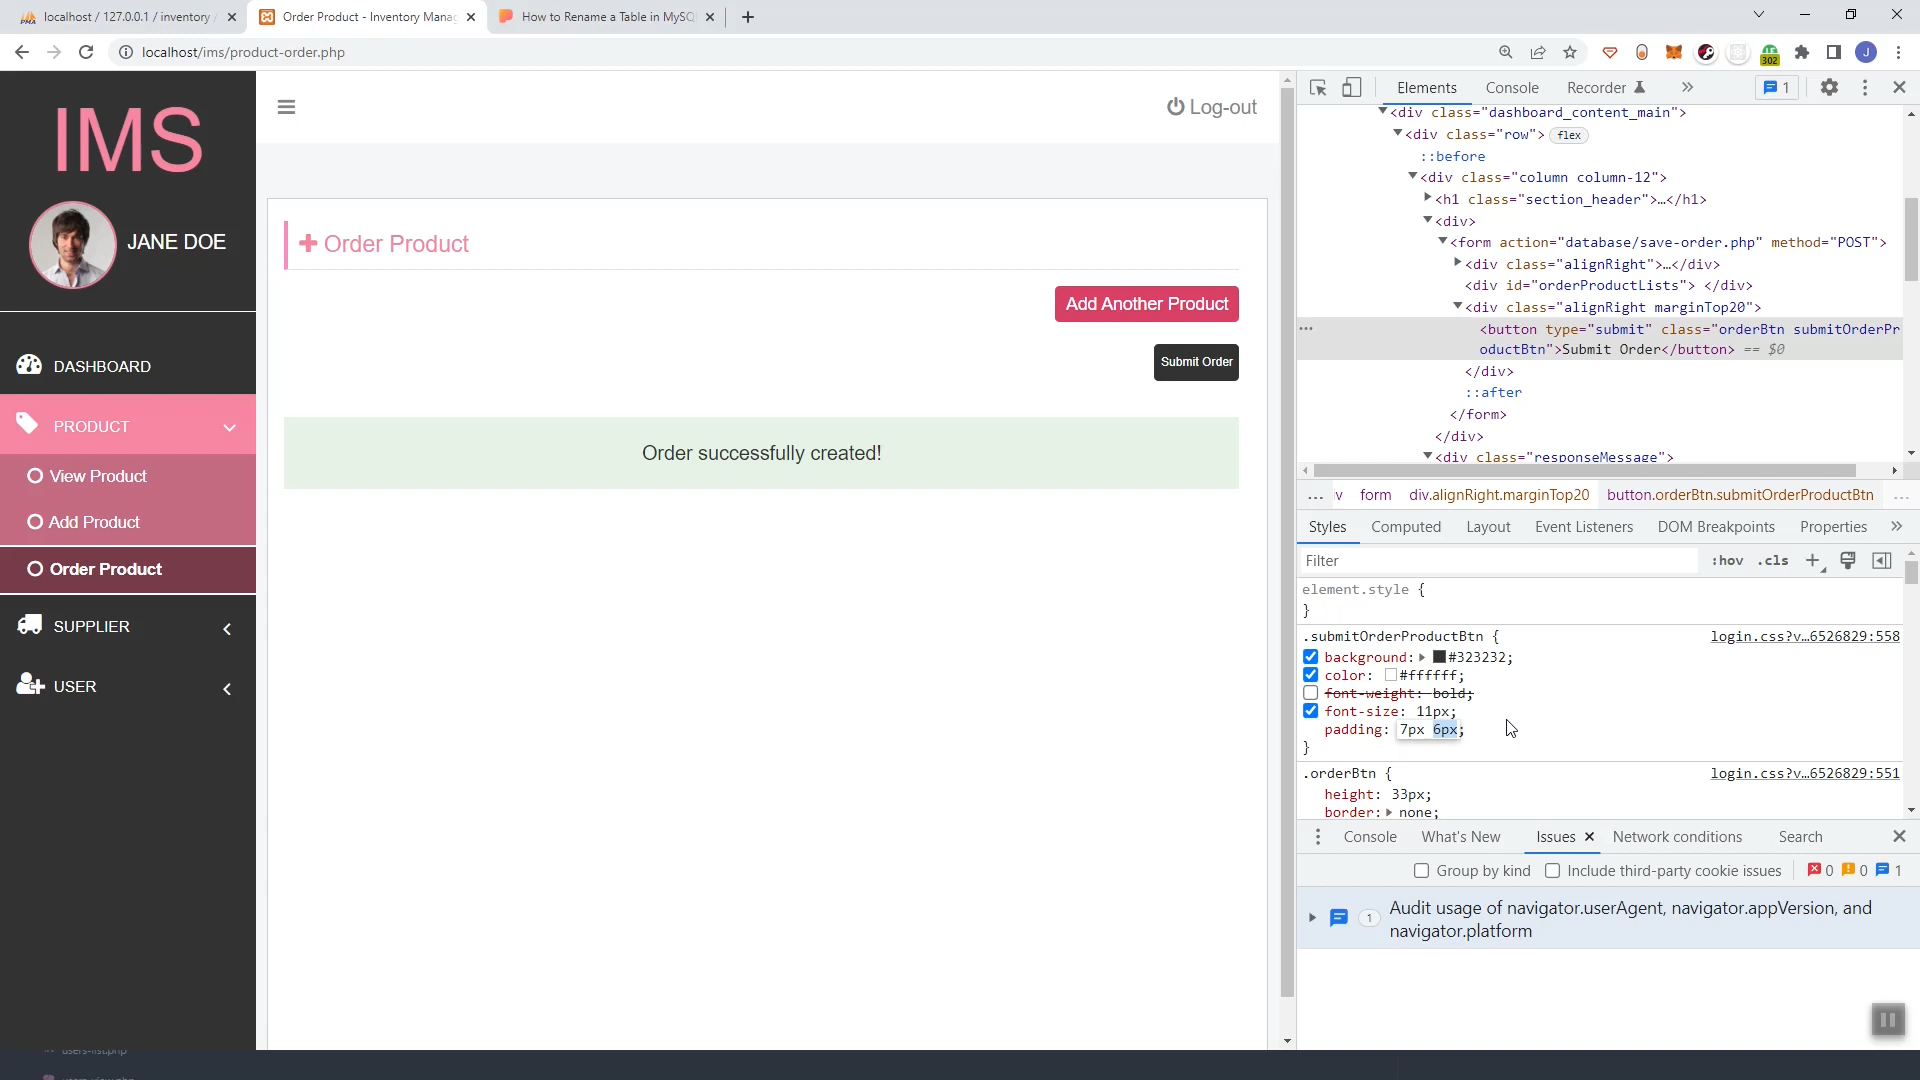 localhost / 127.0.0.1 / inventory
Order Product - Inventory Manag
How to Rename a Table in MySQ
localhost/ims/product-order.php
302
J
IMS
JANE DOE
DASHBOARD
PRODUCT
View Product
Add Product
Order Product
SUPPLIER
USER
users-list.php
Log-out
Order Product
Add Another Product
Submit Order
Order successfully created!
Elements
Console
Recorder
1
<div class="dashboard_content_main">
<div class="row"> flex
::before
<div class="column column-12">
<h1 class="section_header">…</h1>
<div>
<form action="database/save-order.php" method="POST">
<div class="alignRight">…</div>
<div id="orderProductLists"> </div>
<div class="alignRight marginTop20">
<button type="submit" class="orderBtn submitOrderPr
oductBtn">Submit Order</button> == $0
</div>
::after
</form>
</div>
<div class="responseMessage">
… v form div.alignRight.marginTop20 button.orderBtn.submitOrderProductBtn …
Styles Computed Layout Event Listeners DOM Breakpoints Properties
Filter
:hov .cls
element.style {
}
.submitOrderProductBtn { login.css?v…6526829:558
background: #323232;
color: #ffffff;
font-weight: bold;
font-size: 11px;
padding: 7px 6px;
}
.orderBtn { login.css?v…6526829:551
height: 33px;
border: none;
Console What's New Issues Network conditions Search
Group by kind Include third-party cookie issues 0 0 1
1 Audit usage of navigator.userAgent, navigator.appVersion, and
navigator.platform